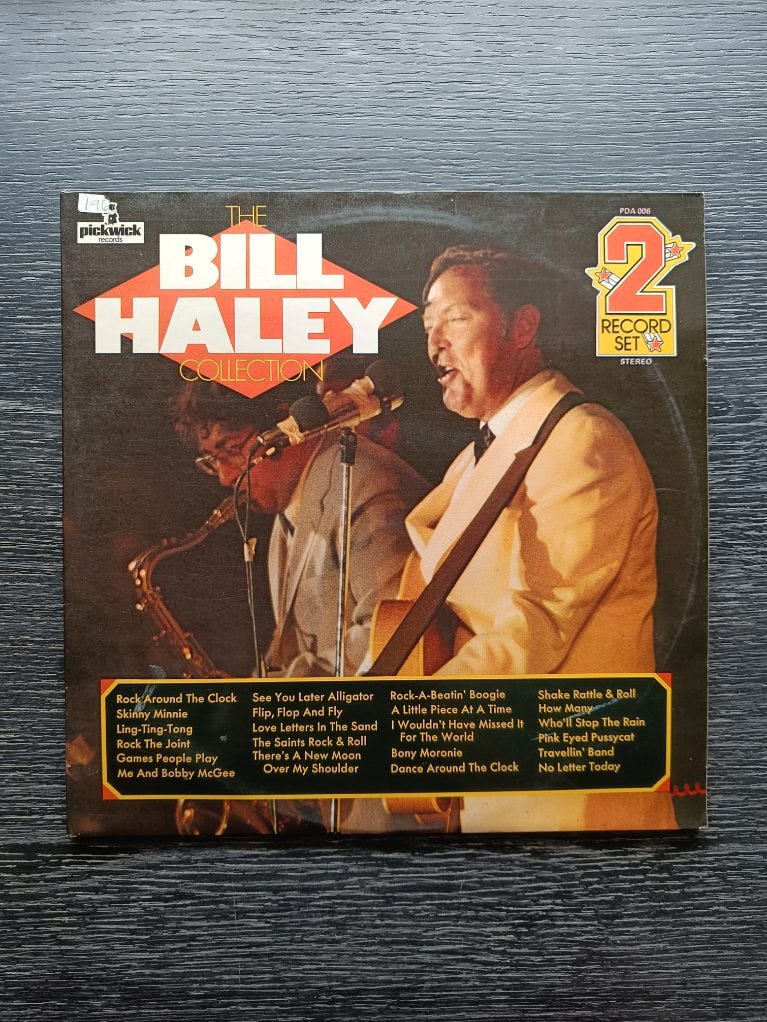 196
pickwick
records
THE
BILL
HALEY
COLLECTION
PDA 006
2
RECORD
SET
STEREO
Rock Around The Clock
Skinny Minnie
Ling-Ting-Tong
Rock The Joint
Games People Play
Me And Bobby McGee
See You Later Alligator
Flip, Flop And Fly
Love Letters In The Sand
The Saints Rock & Roll
There's A New Moon
Over My Shoulder
Rock-A-Beatin' Boogie
A Little Piece At A Time
I Wouldn't Have Missed It
For The World
Bony Moronie
Dance Around The Clock
Shake Rattle & Roll
How Many
Who'll Stop The Rain
Pink Eyed Pussycat
Travellin' Band
No Letter Today